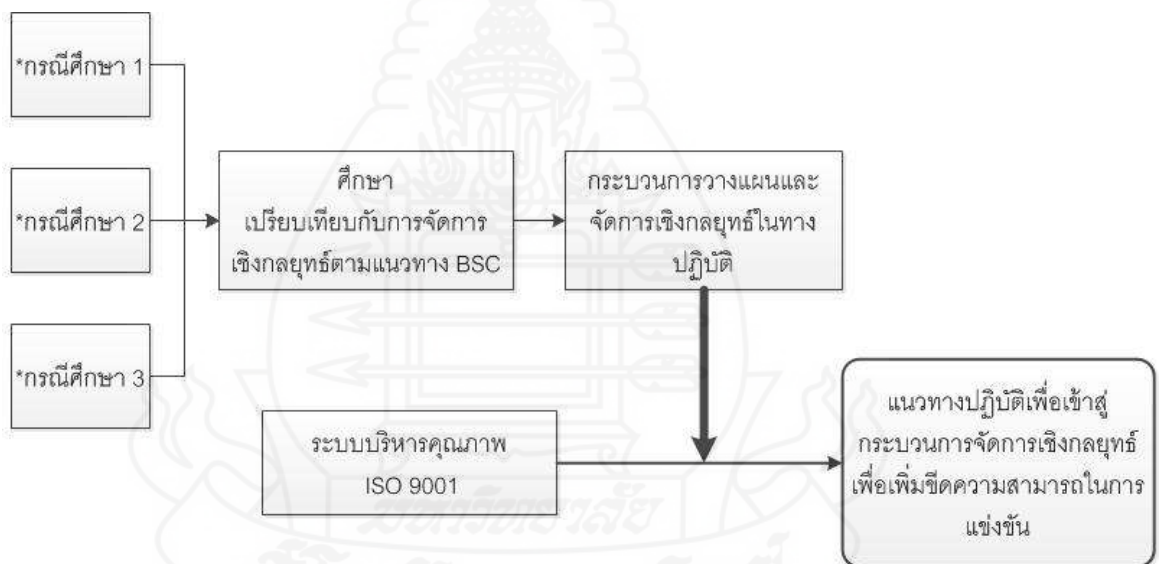 *กรณีศึกษา 1
*กรณีศึกษา 2
*กรณีศึกษา 3
ศึกษา
เปรียบเทียบกับการจัดการ
เชิงกลยุทธ์ตามแนวทาง BSC
กระบวนการวางแผนและ
จัดการเชิงกลยุทธ์ในทาง
ปฏิบัติ
ระบบบริหารคุณภาพ
ISO 9001
แนวทางปฏิบัติเพื่อเข้าสู่
กระบวนการจัดการเชิงกลยุทธ์
เพื่อเพิ่มขีดความสามารถในการ
แข่งขัน